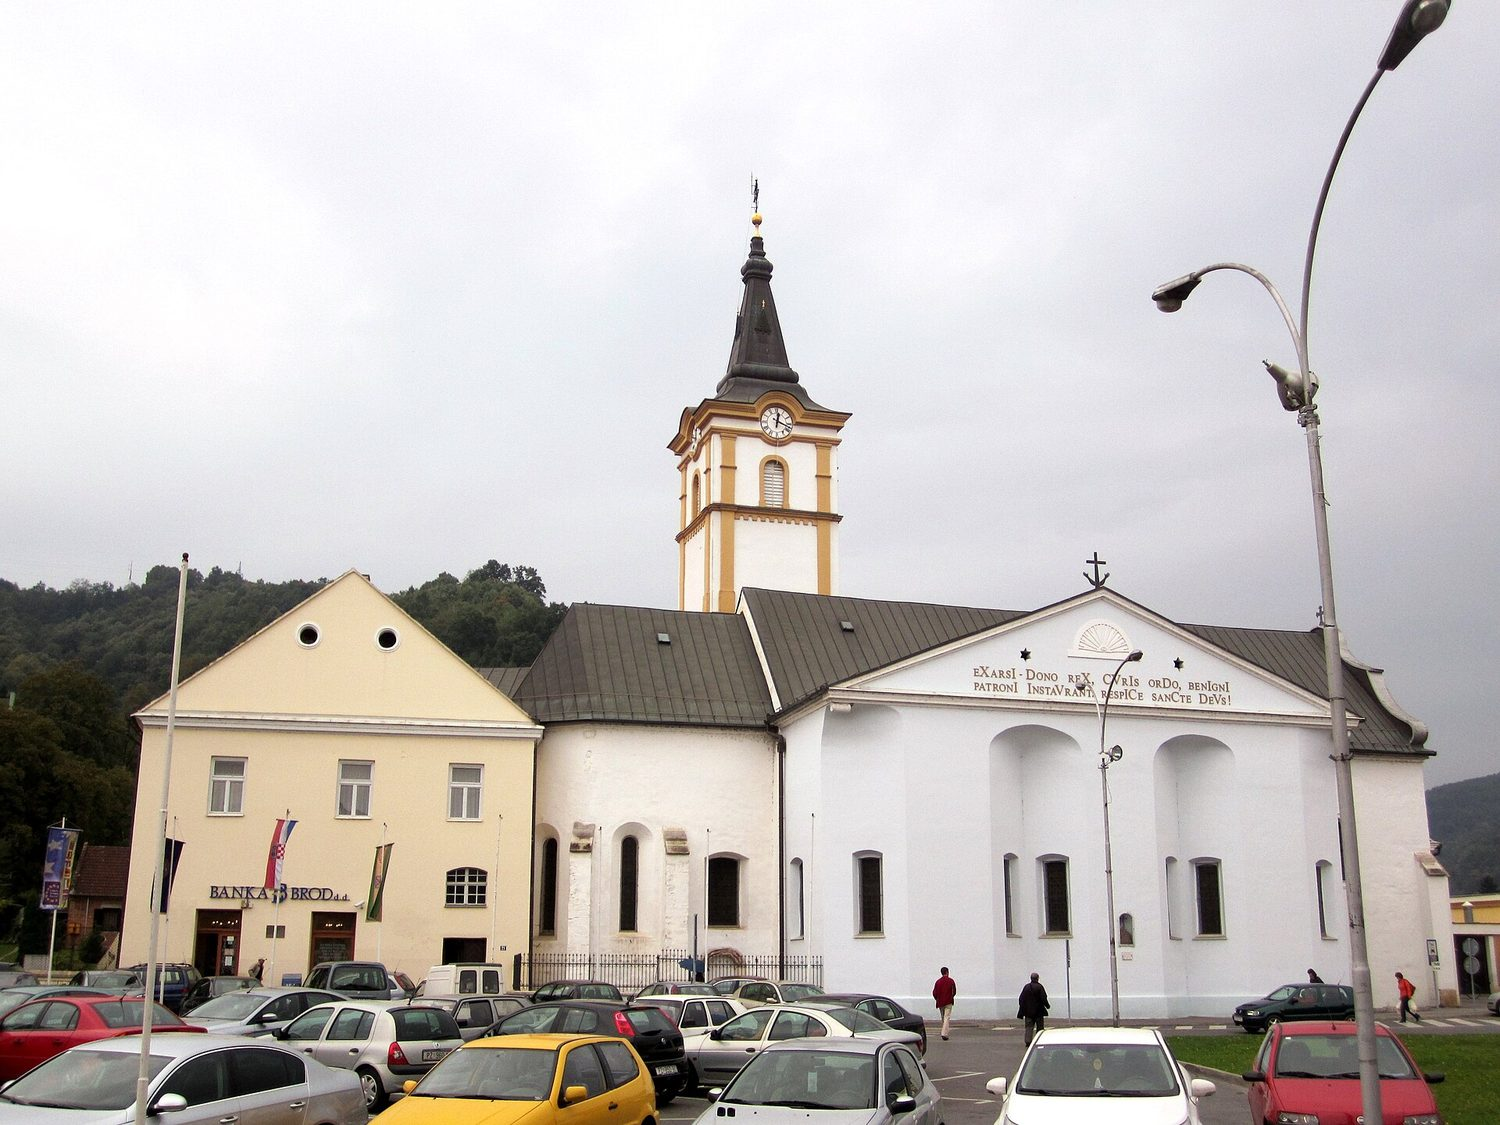 EXARSI · DONO REX, CVRIS ORDO, BENIGNI
PATRONI INSTAVRANT RESPICE SANCTE DEVS!
BANKA BROD d.d.